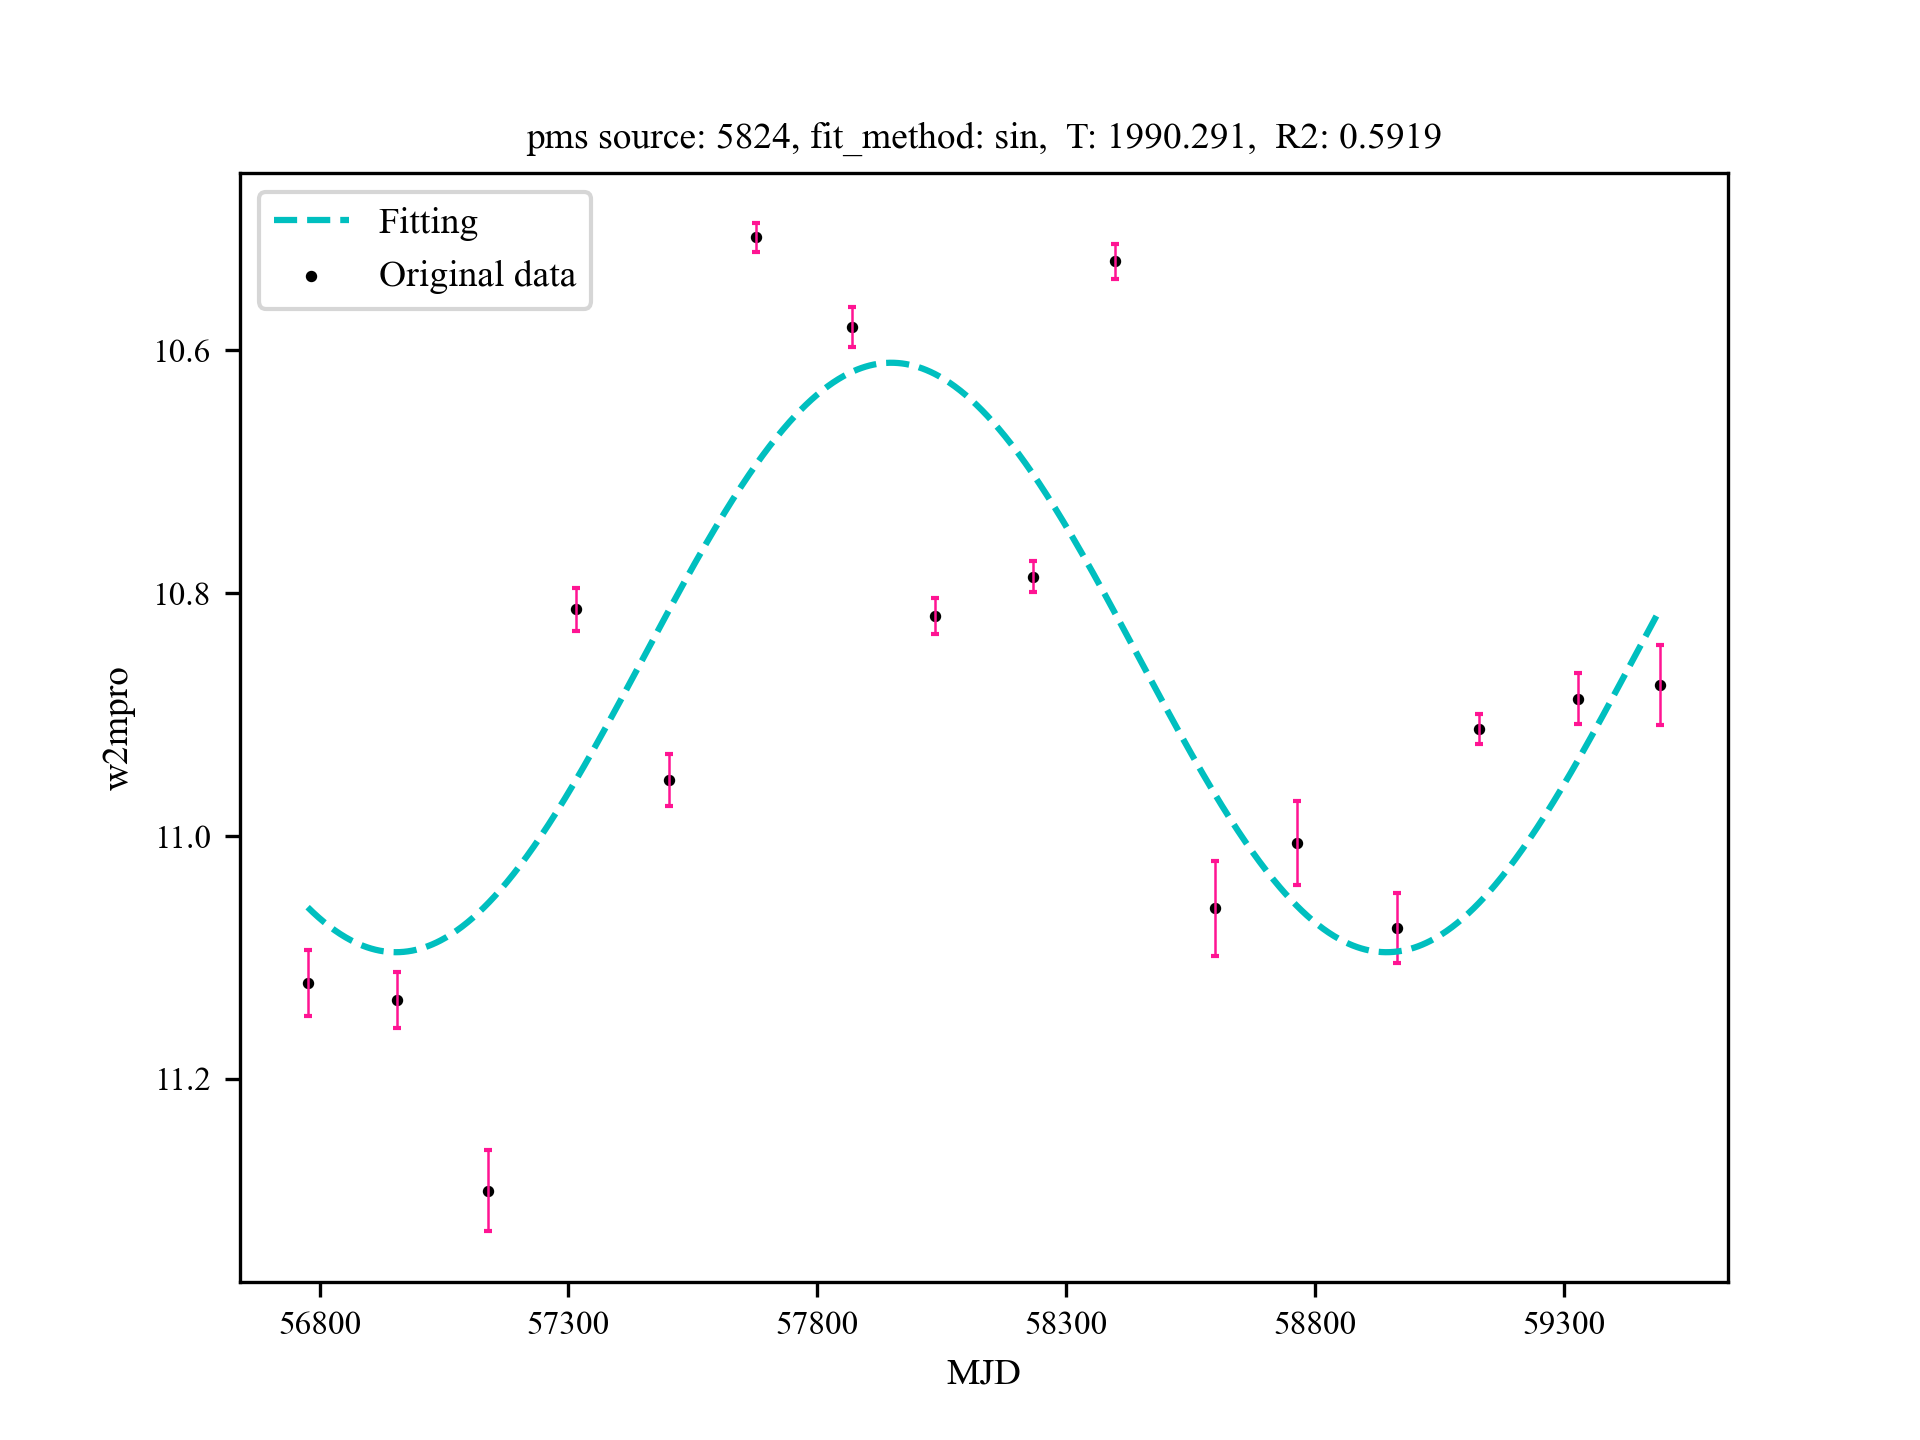 pms source: 5824, fit_method: sin,  T: 1990.291,  R2: 0.5919
Fitting
Original data
10.6
10.8
11.0
11.2
w2mpro
56800
57300
57800
58300
58800
59300
MJD